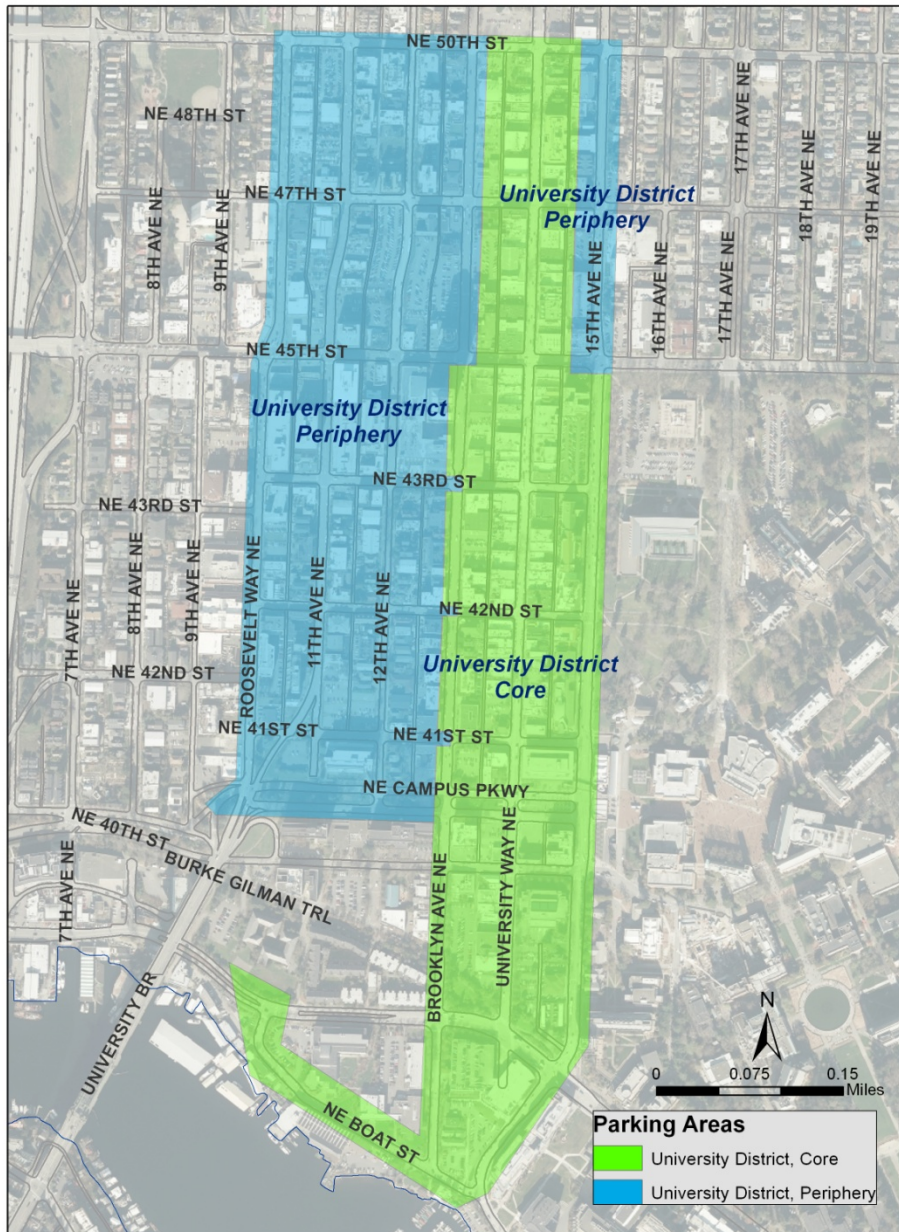 NE 50TH ST
NE 48TH ST
17TH AVE NE
NE 47TH ST
University District
Periphery
8TH AVE NE
9TH AVE NE
15TH AVE NE
16TH AVE NE
17TH AVE NE
18TH AVE NE
19TH AVE NE
NE 45TH ST
University District
Periphery
NE 43RD ST
NE 43RD ST
7TH AVE NE
8TH AVE NE
9TH AVE NE
ROOSEVELT WAY NE
11TH AVE NE
12TH AVE NE
NE 42ND ST
University District
Core
NE 42ND ST
NE 41ST ST
NE 41ST ST
NE CAMPUS PKWY
NE 40TH ST
BURKE GILMAN TRL
7TH AVE NE
UNIVERSITY BR
BROOKLYN AVE NE
UNIVERSITY WAY NE
NE BOAT ST
N
0 0.075 0.15
Miles
Parking Areas
University District, Core
University District, Periphery